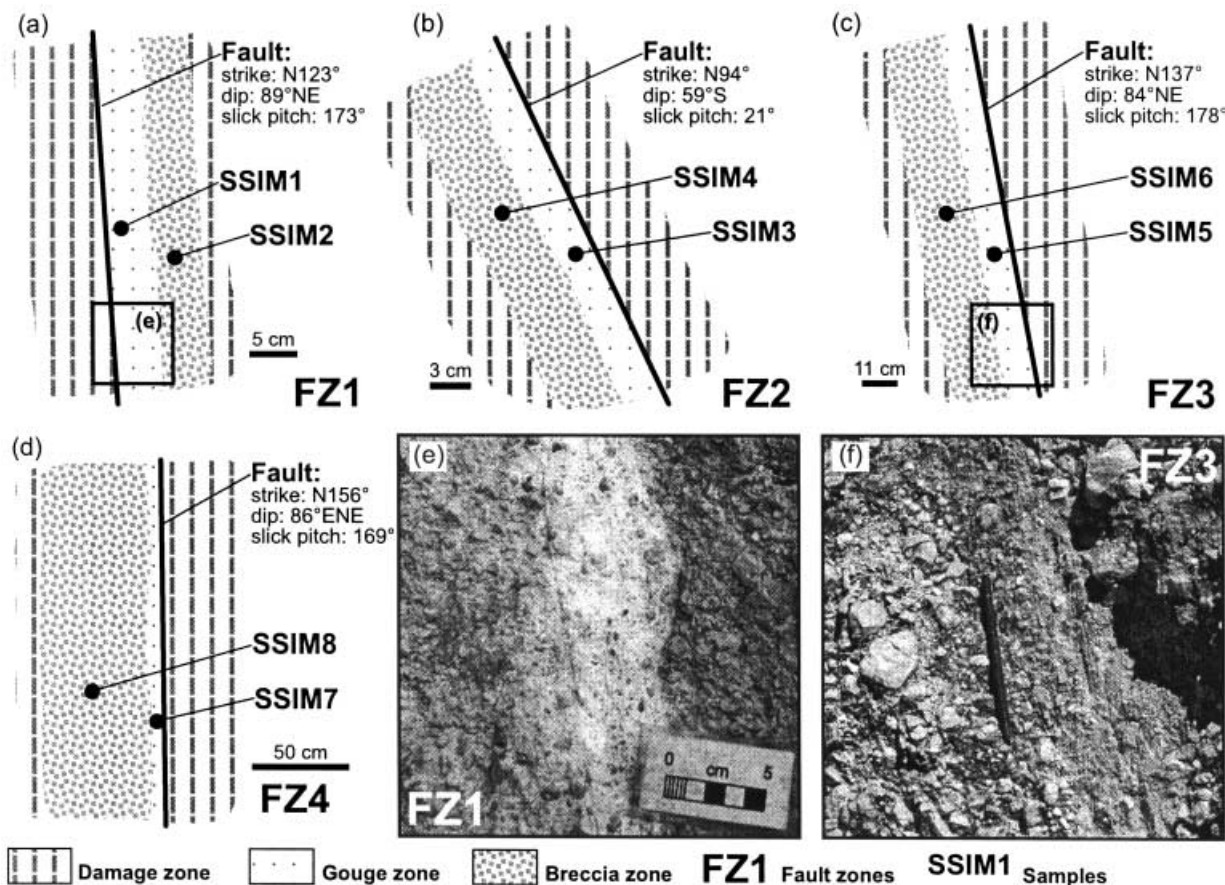 (a)
Fault:
strike: N123°
dip: 89°NE
slick pitch: 173°
SSIM1
SSIM2
(e)
5 cm
FZ1
(b)
Fault:
strike: N94°
dip: 59°S
slick pitch: 21°
SSIM4
SSIM3
3 cm
FZ2
(c)
Fault:
strike: N137°
dip: 84°NE
slick pitch: 178°
SSIM6
SSIM5
(f)
11 cm
FZ3
(d)
Fault:
strike: N156°
dip: 86°ENE
slick pitch: 169°
SSIM8
SSIM7
50 cm
FZ4
(e)
0 cm 5
FZ1
(f)
FZ3
Damage zone
Gouge zone
Breccia zone
FZ1 Fault zones
SSIM1 Samples